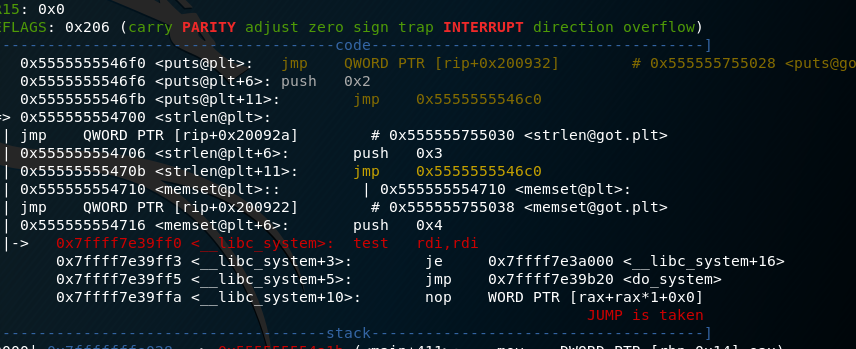 R15: 0x0
EFLAGS: 0x206 (carry PARITY adjust zero sign trap INTERRUPT direction overflow)
[-------------------------------------code-------------------------------------]
0x5555555546f0 <puts@plt>: jmp QWORD PTR [rip+0x200932] # 0x555555755028 <puts@go
0x5555555546f6 <puts@plt+6>: push 0x2
0x5555555546fb <puts@plt+11>: jmp 0x5555555546c0
=> 0x555555554700 <strlen@plt>:
| jmp QWORD PTR [rip+0x20092a] # 0x555555755030 <strlen@got.plt>
| 0x555555554706 <strlen@plt+6>: push 0x3
| 0x55555555470b <strlen@plt+11>: jmp 0x5555555546c0
| 0x555555554710 <memset@plt>:: | 0x555555554710 <memset@plt>:
| jmp QWORD PTR [rip+0x200922] # 0x555555755038 <memset@got.plt>
| 0x555555554716 <memset@plt+6>: push 0x4
|-> 0x7ffff7e39ff0 <__libc_system>: test rdi,rdi
0x7ffff7e39ff3 <__libc_system+3>: je 0x7ffff7e3a000 <__libc_system+16>
0x7ffff7e39ff5 <__libc_system+5>: jmp 0x7ffff7e39b20 <do_system>
0x7ffff7e39ffa <__libc_system+10>: nop WORD PTR [rax+rax*1+0x0]
JUMP is taken
[------------------------------------stack-------------------------------------]